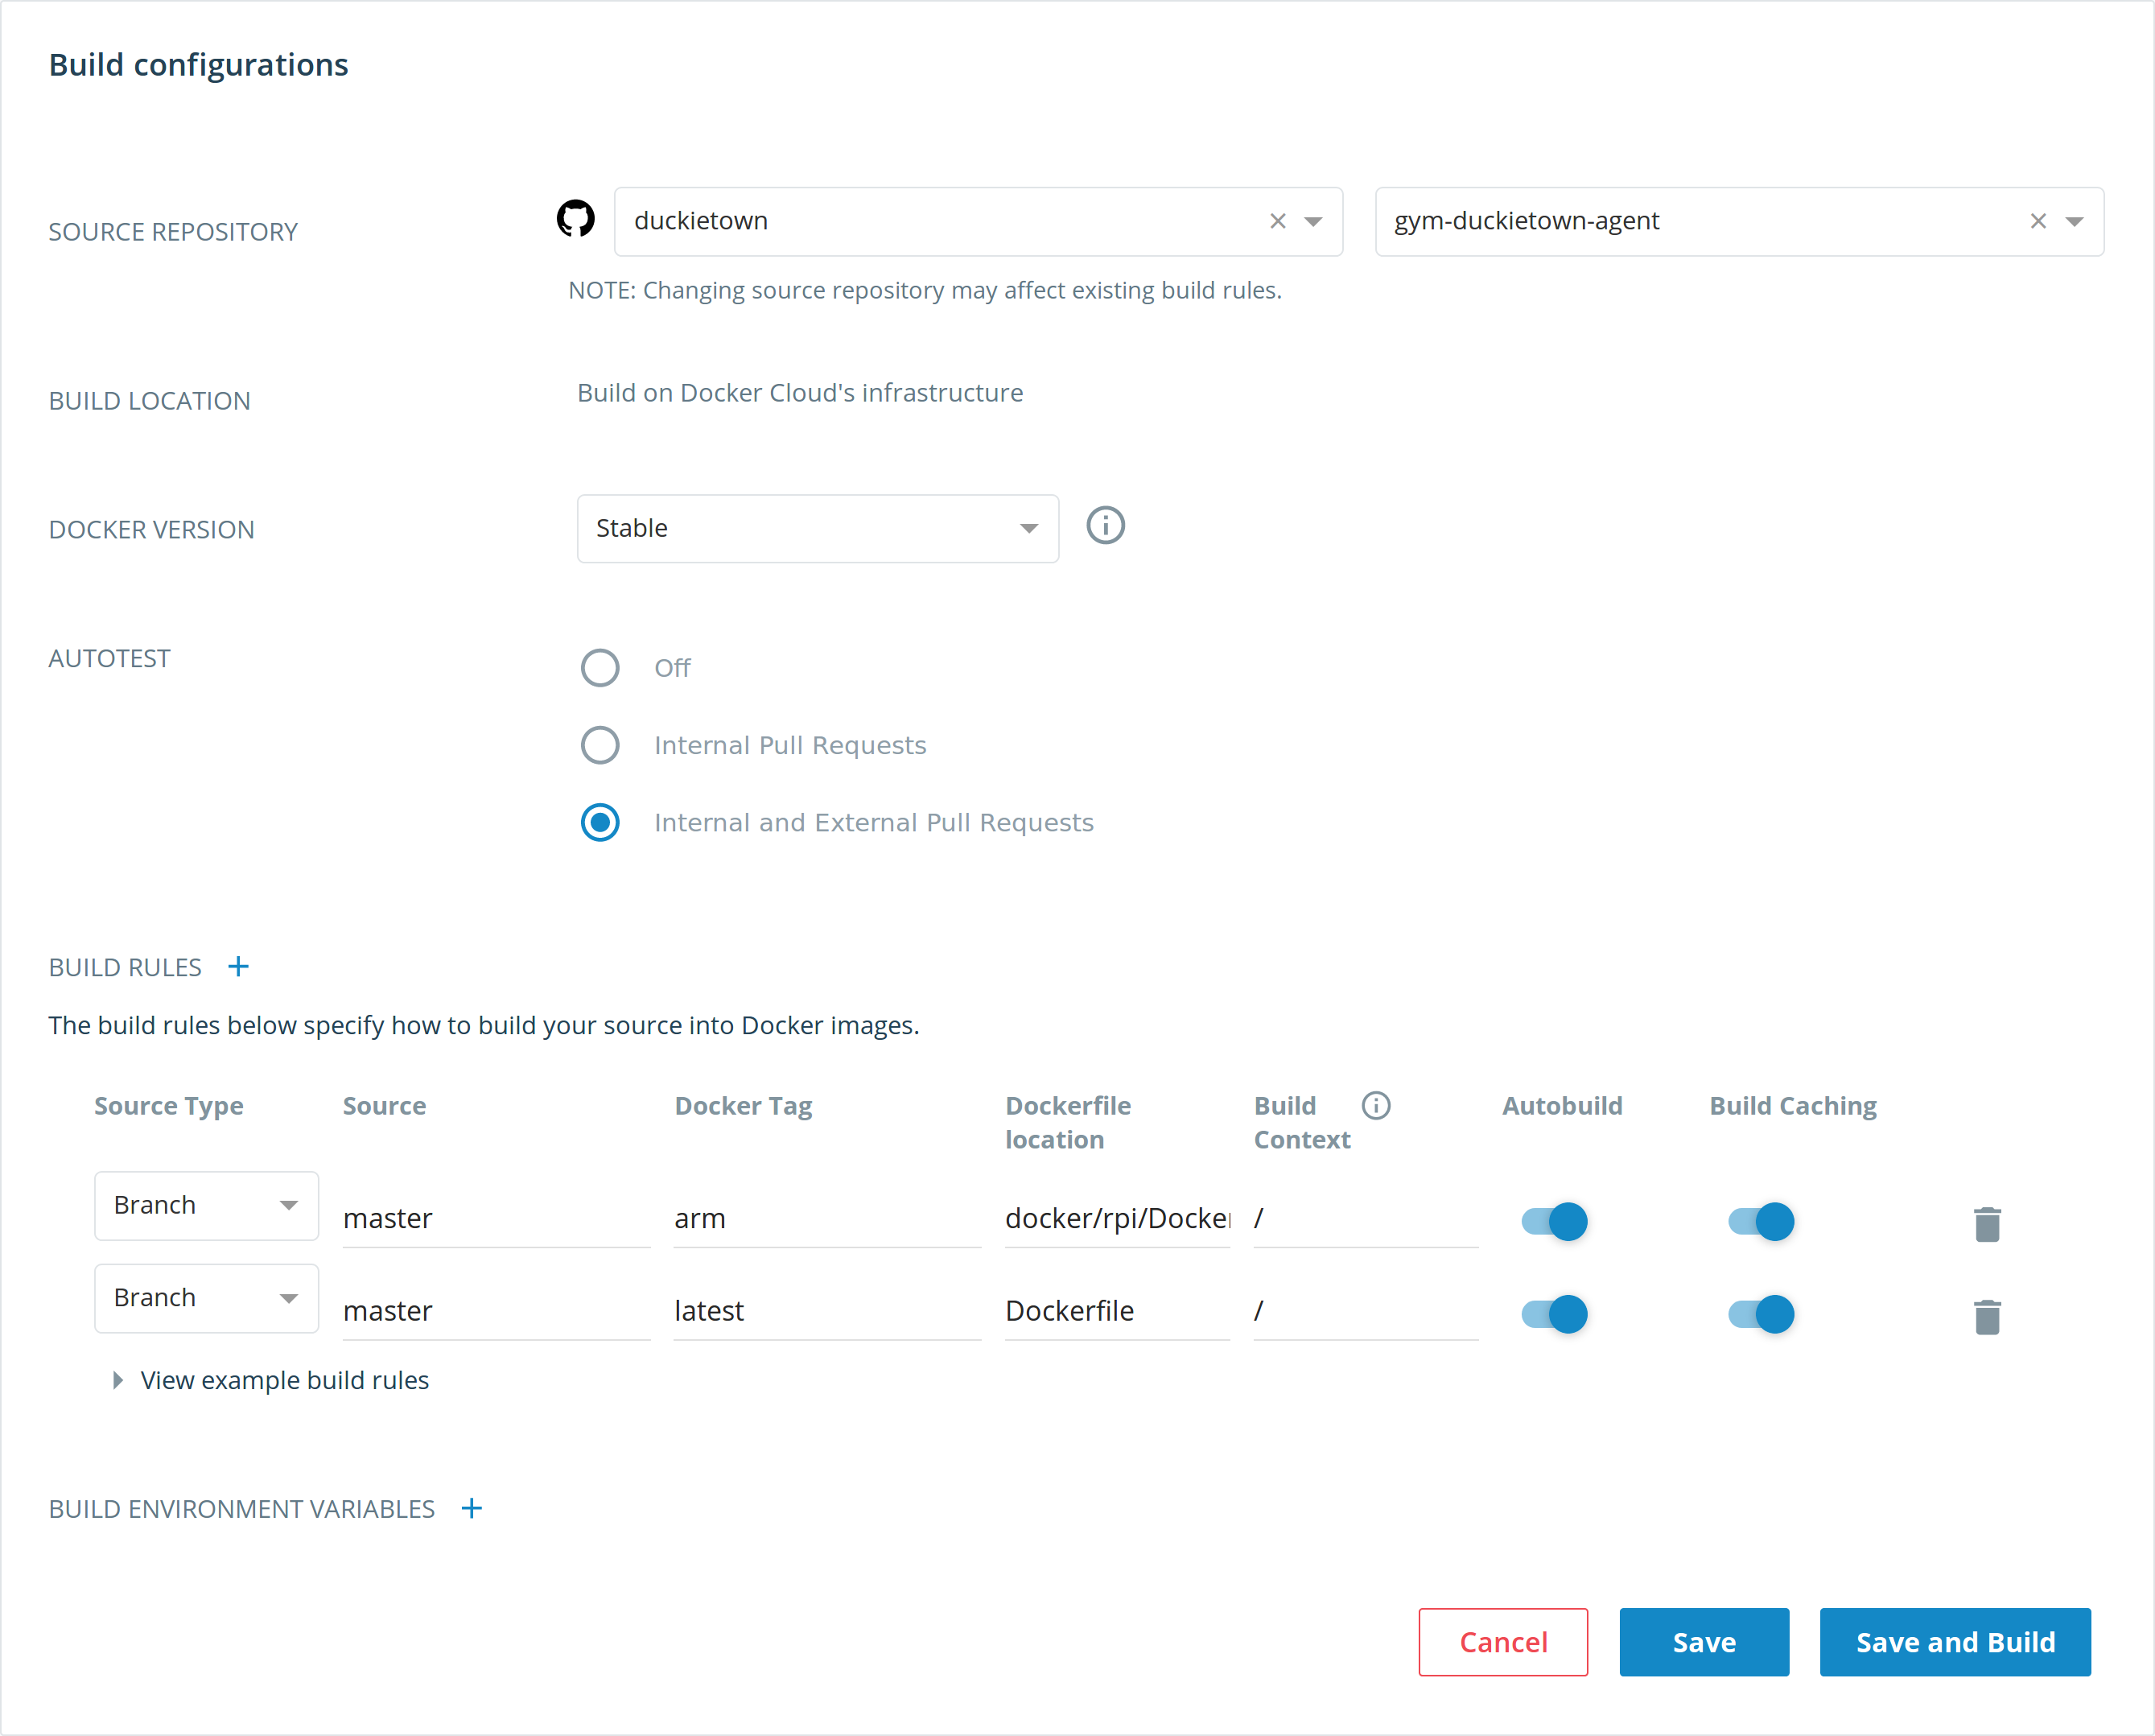 Build configurations
SOURCE REPOSITORY
duckietown
gym-duckietown-agent
NOTE: Changing source repository may affect existing build rules.
BUILD LOCATION
Build on Docker Cloud's infrastructure
DOCKER VERSION
Stable
AUTOTEST
Off
Internal Pull Requests
Internal and External Pull Requests
BUILD RULES
The build rules below specify how to build your source into Docker images.
Source Type Source Docker Tag Dockerfile location Build Context Autobuild Build Caching
Branch master arm docker/rpi/Docker /
Branch master latest Dockerfile /
View example build rules
BUILD ENVIRONMENT VARIABLES
Cancel Save Save and Build